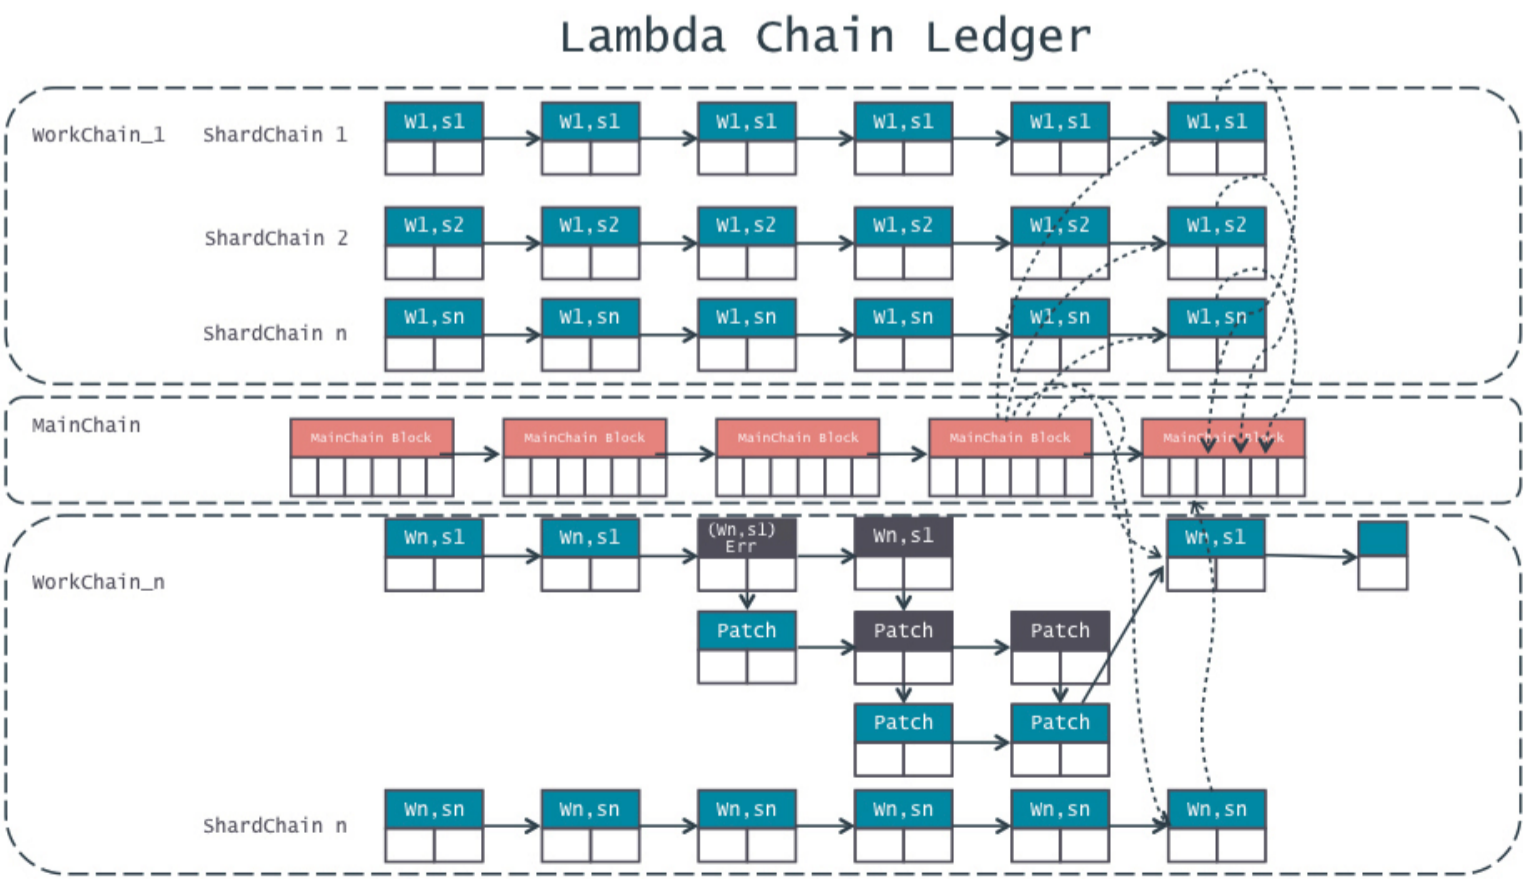 Lambda Chain Ledger
WorkChain_1 ShardChain 1 W1,s1 W1,s1 W1,s1 W1,s1 W1,s1 W1,s1
ShardChain 2 W1,s2 W1,s2 W1,s2 W1,s2 W1,s2 W1,s2
ShardChain n W1,sn W1,sn W1,sn W1,sn W1,sn W1,sn
MainChain
MainChain Block MainChain Block MainChain Block MainChain Block MainChain Block
Wn,s1 Wn,s1 (Wn,s1) Wn,s1 Wn,s1
Err
WorkChain_n
Patch Patch Patch
Patch Patch
ShardChain n Wn,sn Wn,sn Wn,sn Wn,sn Wn,sn Wn,sn